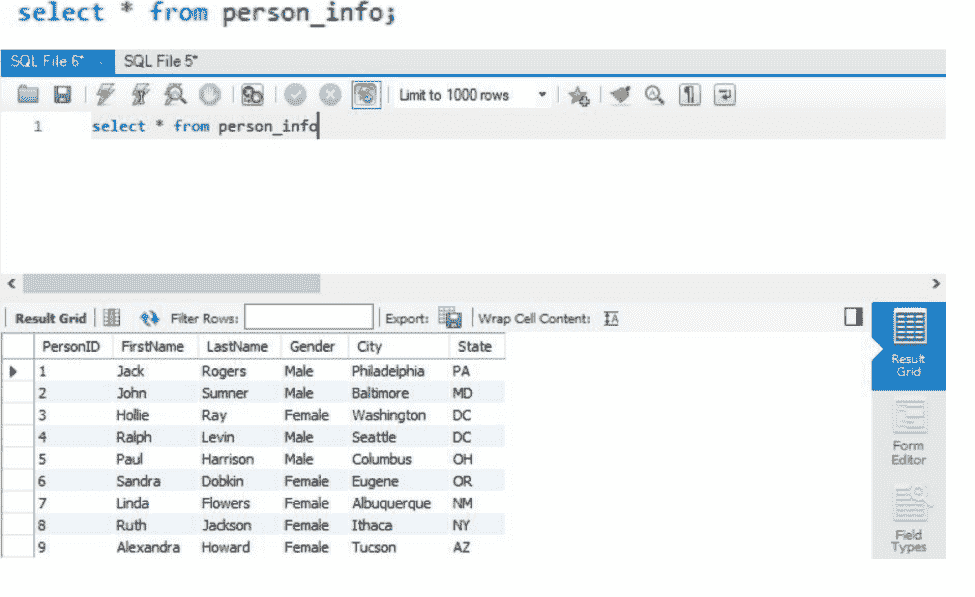 select * from person_info;
SQL File 6* SQL File 5*
Limit to 1000 rows
1 select * from person_info
Result Grid Filter Rows: Export: Wrap Cell Content: IA
PersonID FirstName LastName Gender City State
1 Jack Rogers Male Philadelphia PA
2 John Sumner Male Baltimore MD
3 Hollie Ray Female Washington DC
4 Ralph Levin Male Seattle DC
5 Paul Harrison Male Columbus OH
6 Sandra Dobkin Female Eugene OR
7 Linda Flowers Female Albuquerque NM
8 Ruth Jackson Female Ithaca NY
9 Alexandra Howard Female Tucson AZ
Result
Grid
Form
Editor
Field
Types